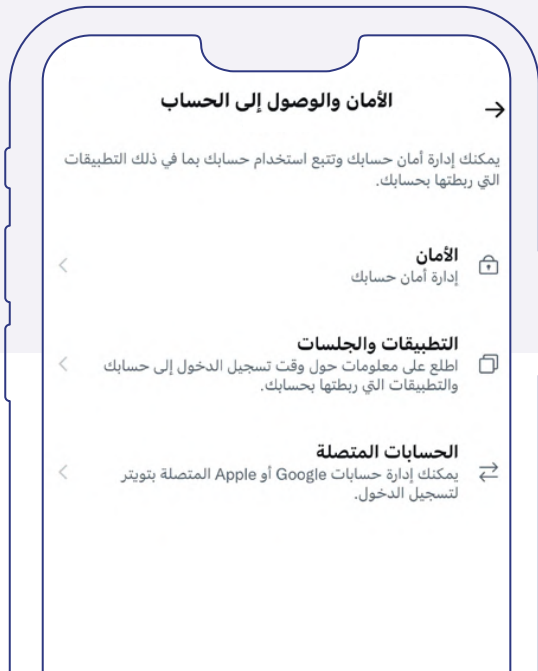 الأمان والوصول إلى الحساب
يمكنك إدارة أمان حسابك وتتبع استخدام حسابك بما في ذلك التطبيقات
التي ربطتها بحسابك.
الأمان
إدارة أمان حسابك
التطبيقات والجلسات
اطلع على معلومات حول وقت تسجيل الدخول إلى حسابك
والتطبيقات التي ربطتها بحسابك.
الحسابات المتصلة
يمكنك إدارة حسابات Google أو Apple المتصلة بتويتر
لتسجيل الدخول.